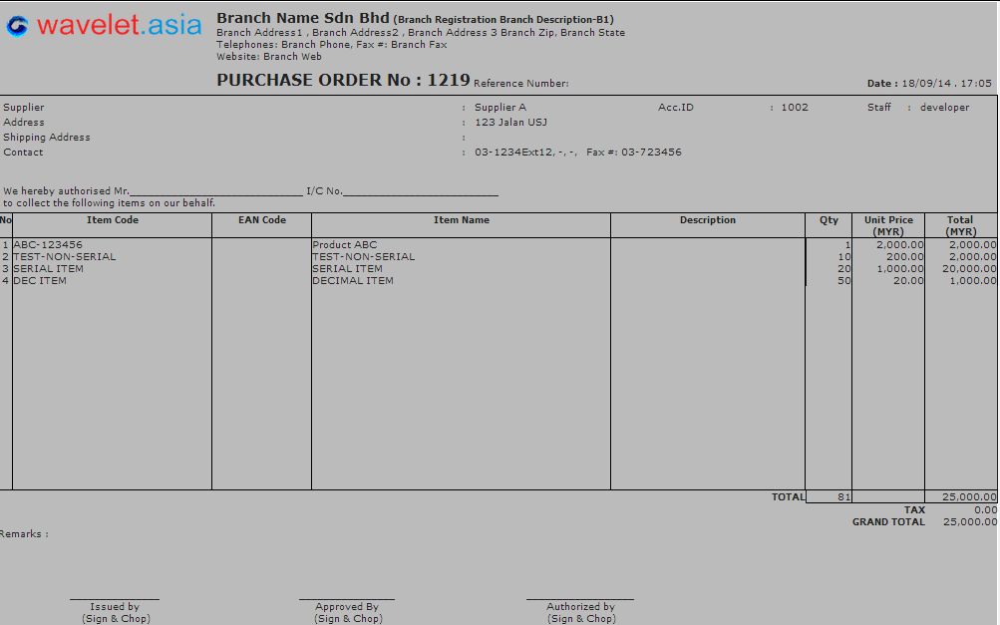 wavelet.asia
Branch Name Sdn Bhd (Branch Registration Branch Description-B1)
Branch Address1 , Branch Address2 , Branch Address 3 Branch Zip, Branch State
Telephones: Branch Phone, Fax #: Branch Fax
Website: Branch Web
PURCHASE ORDER No : 1219 Reference Number: Date : 18/09/14 . 17:05
Supplier : Supplier A Acc.ID : 1002 Staff : developer
Address : 123 Jalan USJ
Shipping Address :
Contact : 03-1234Ext12, -, -, Fax #: 03-723456
We hereby authorised Mr.____________________________ I/C No._________________________
to collect the following items on our behalf.
No Item Code EAN Code Item Name Description Qty Unit Price (MYR) Total (MYR)
1 ABC-123456 Product ABC 1 2,000.00 2,000.00
2 TEST-NON-SERIAL TEST-NON-SERIAL 10 200.00 2,000.00
3 SERIAL ITEM SERIAL ITEM 20 1,000.00 20,000.00
4 DEC ITEM DECIMAL ITEM 50 20.00 1,000.00
TOTAL 81 25,000.00
TAX 0.00
GRAND TOTAL 25,000.00
Remarks :
Issued by Approved By Authorized by
(Sign & Chop) (Sign & Chop) (Sign & Chop)